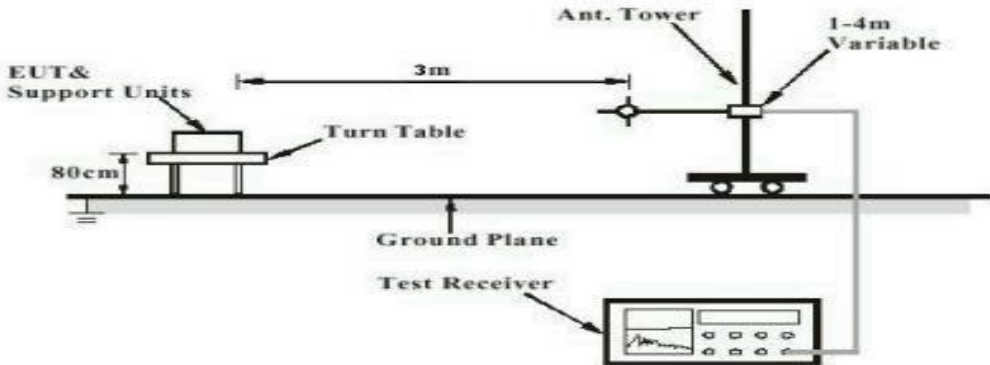 Ant. Tower
1-4m
Variable
EUT&
Support Units
3m
Turn Table
80cm
Ground Plane
Test Receiver